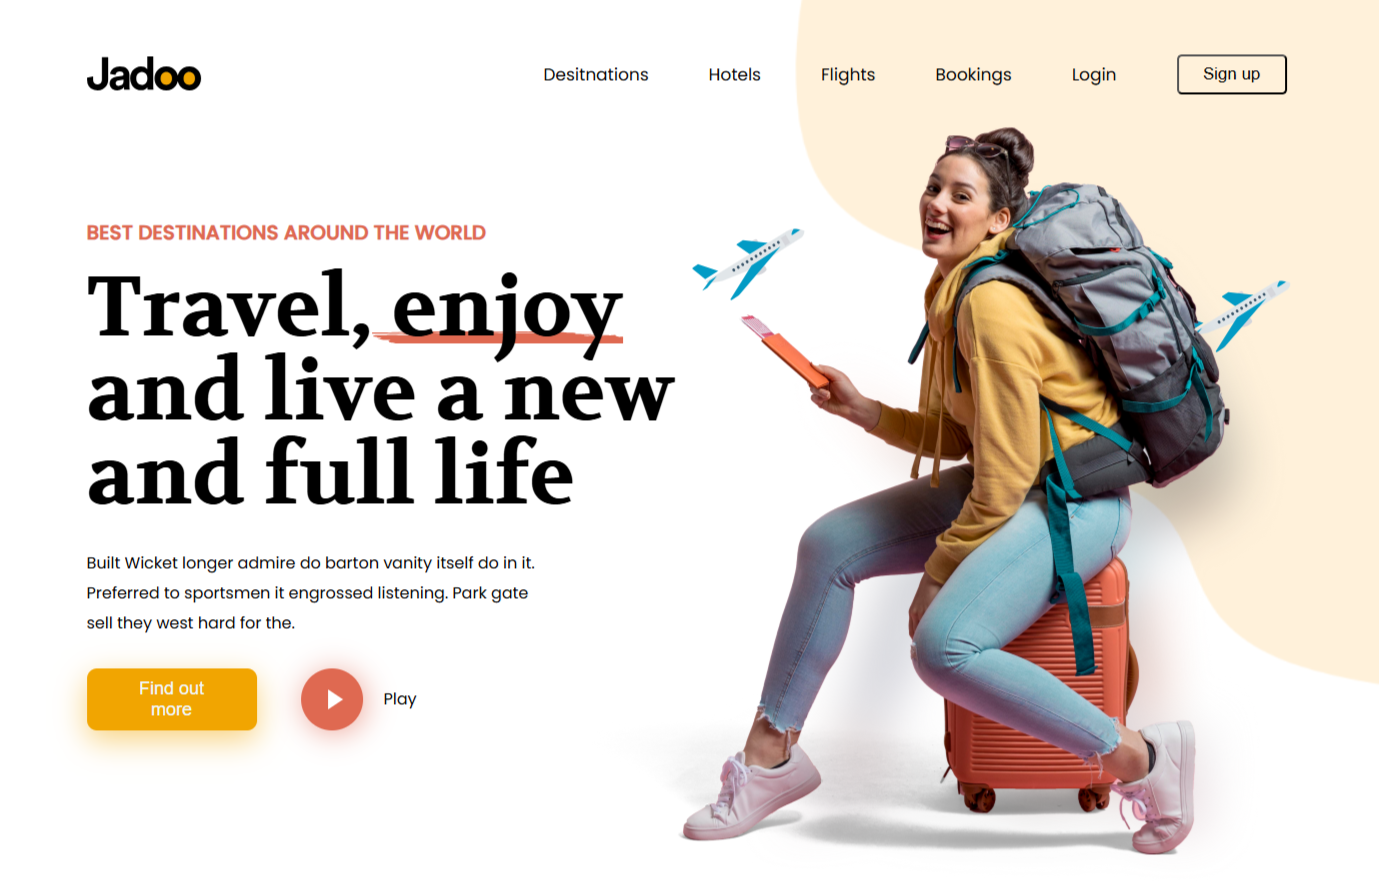 Jadoo
Desitnations Hotels Flights Bookings Login Sign up
BEST DESTINATIONS AROUND THE WORLD
Travel, enjoy
and live a new
and full life
Built Wicket longer admire do barton vanity itself do in it.
Preferred to sportsmen it engrossed listening. Park gate
sell they west hard for the.
Find out
more
Play